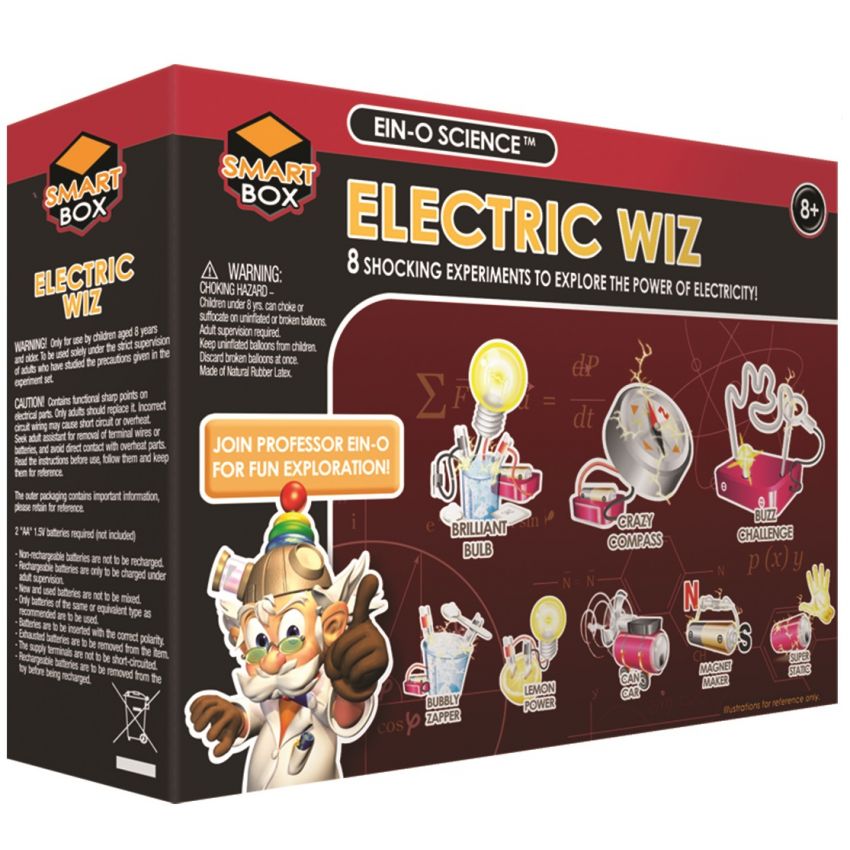 SMART
BOX
ELECTRIC
WIZ
WARNING! Only for use by children aged 8 years
and older. To be used solely under the strict supervision
of adults who have studied the precautions given in the
experiment set.
CAUTION! Contains functional sharp points on
electrical parts. Only adults should replace it. Incorrect
circuit wiring may cause short circuit or overheat.
Seek adult assistant for removal of terminal wires or
batteries, and avoid direct contact with overheat parts.
Read the instructions before use, follow them and keep
them for reference.
The outer packaging contains important information,
please retain for reference.
2 "AA" 1.5V batteries required (not included)
- Non-rechargeable batteries are not to be recharged.
- Rechargeable batteries are only to be charged under
adult supervision.
- New and used batteries are not to be mixed.
- Only batteries of the same or equivalent type as
recommended are to be used.
- Batteries are to be inserted with the correct polarity.
- Exhausted batteries are to be removed from the item.
- The supply terminals are not to be short-circuited.
- Rechargeable batteries are to be removed from the
toy before being recharged.
SMART
BOX
EIN-O SCIENCE™
ELECTRIC WIZ
8+
8 SHOCKING EXPERIMENTS TO EXPLORE THE POWER OF ELECTRICITY!
⚠ WARNING:
CHOKING HAZARD –
Children under 8 yrs. can choke or
suffocate on uninflated or broken balloons.
Adult supervision required.
Keep uninflated balloons from children.
Discard broken balloons at once.
Made of Natural Rubber Latex.
JOIN PROFESSOR EIN-O
FOR FUN EXPLORATION!
BRILLIANT
BULB
CRAZY
COMPASS
BUZZ
CHALLENGE
BUBBLY
ZAPPER
LEMON
POWER
CAN
CAR
N
S
MAGNET
MAKER
SUPER
STATIC
∑ F
= dP
dt
e
sin
i
N = N
p (x) y
CH
y
cos φ
Illustrations for reference only.